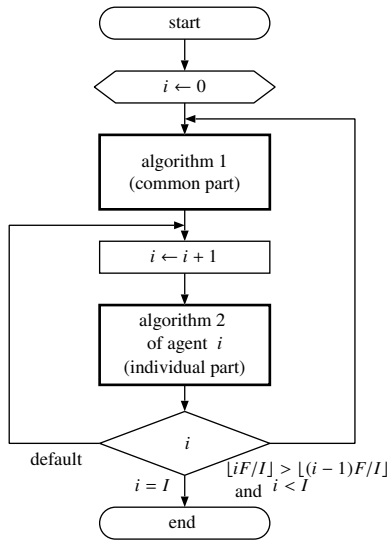 start
i ← 0
algorithm 1
(common part)
i ← i + 1
algorithm 2
of agent i
(individual part)
i
default
⌊iF/I⌋ > ⌊(i − 1)F/I⌋
and i < I
i = I
end